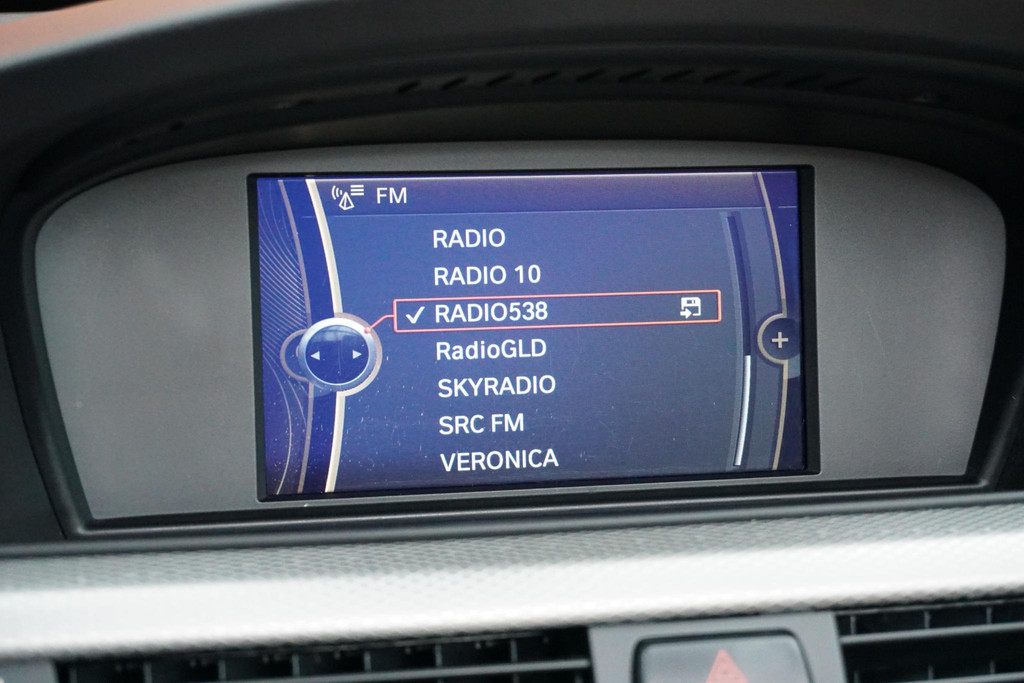 FM
RADIO
RADIO 10
RADIO538
RadioGLD
SKYRADIO
SRC FM
VERONICA